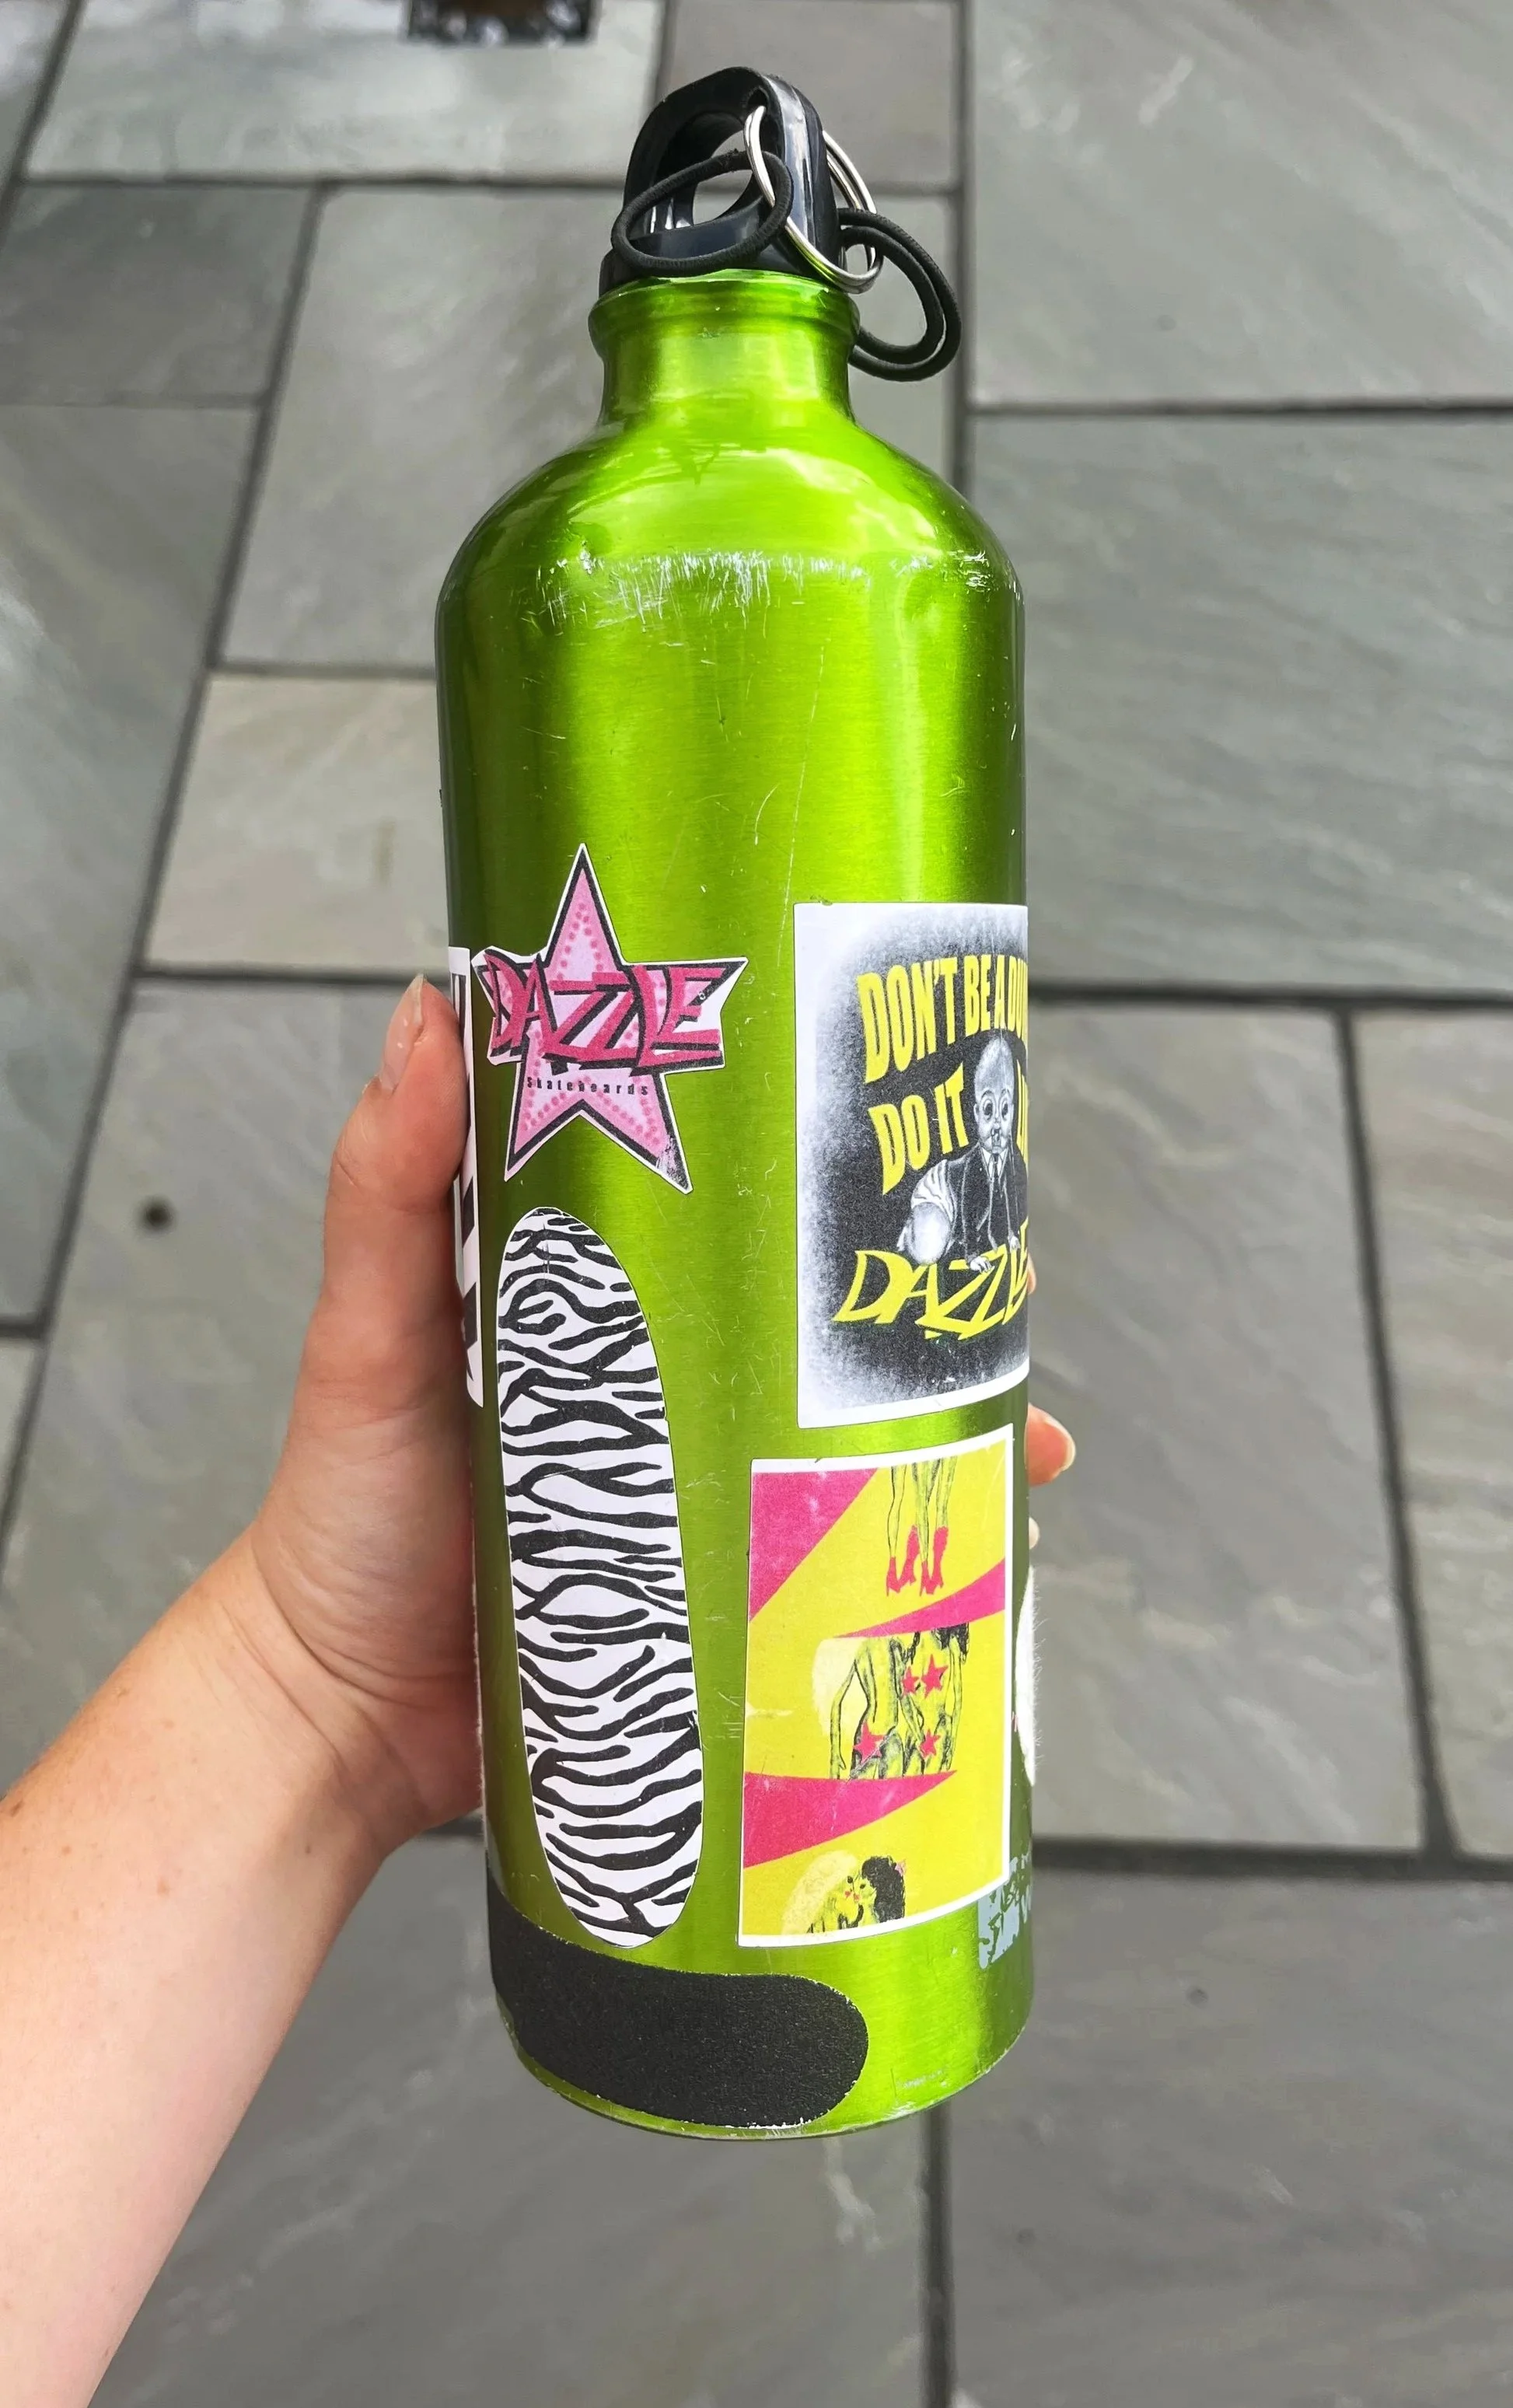 DAZZLE
Skateboards
DON'T BE A
DO IT
DAZZLE